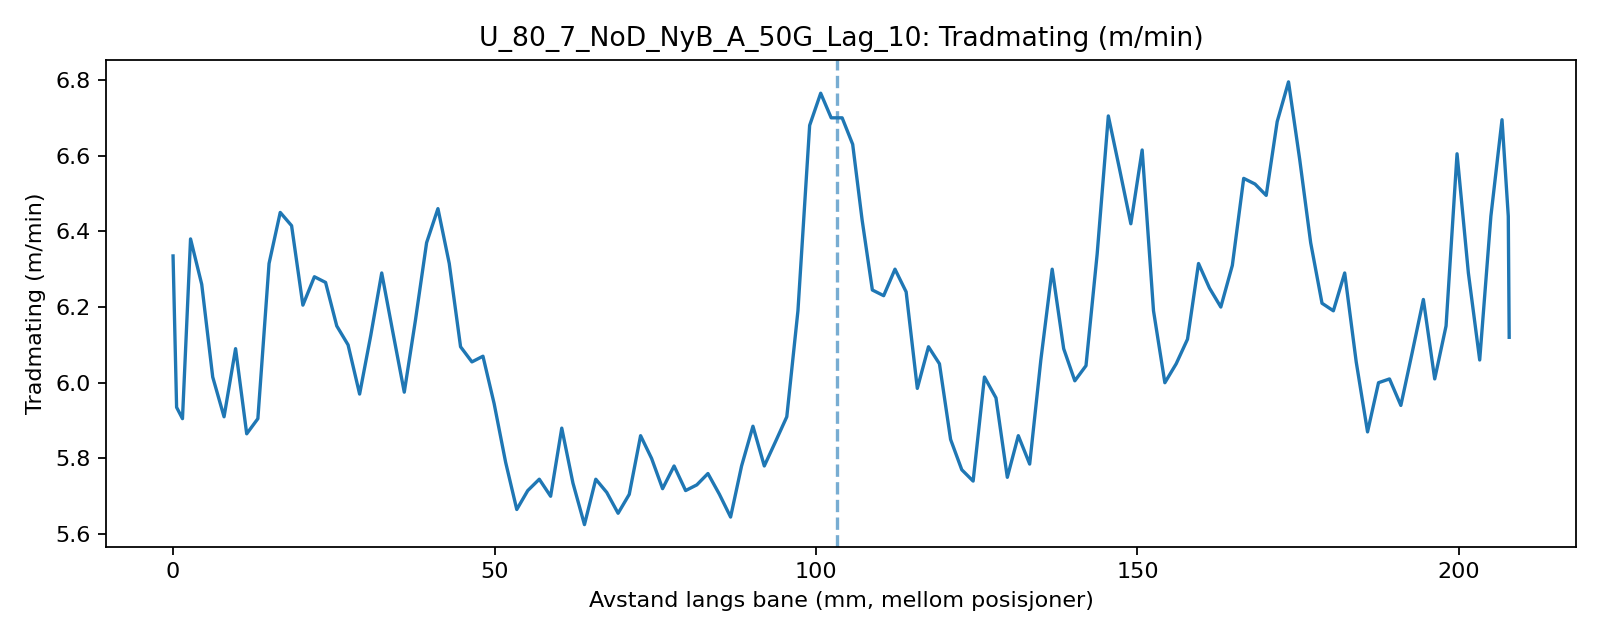 U_80_7_NoD_NyB_A_50G_Lag_10: Tradmating (m/min)
Tradmating (m/min)
6.8
6.6
6.4
6.2
6.0
5.8
5.6
0 50 100 150 200
Avstand langs bane (mm, mellom posisjoner)